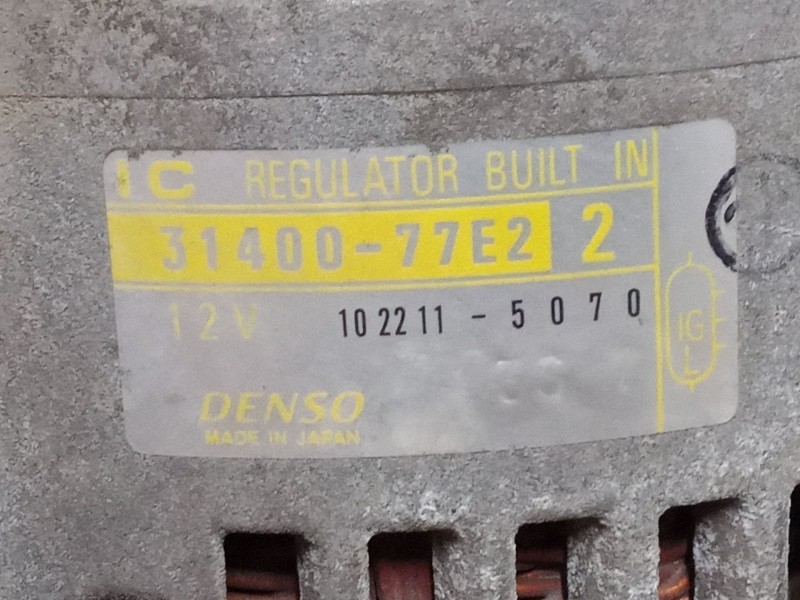 IC REGULATOR BUILT IN
31400-77E2 2
12V 102211-5070
IG
L
DENSO
MADE IN JAPAN